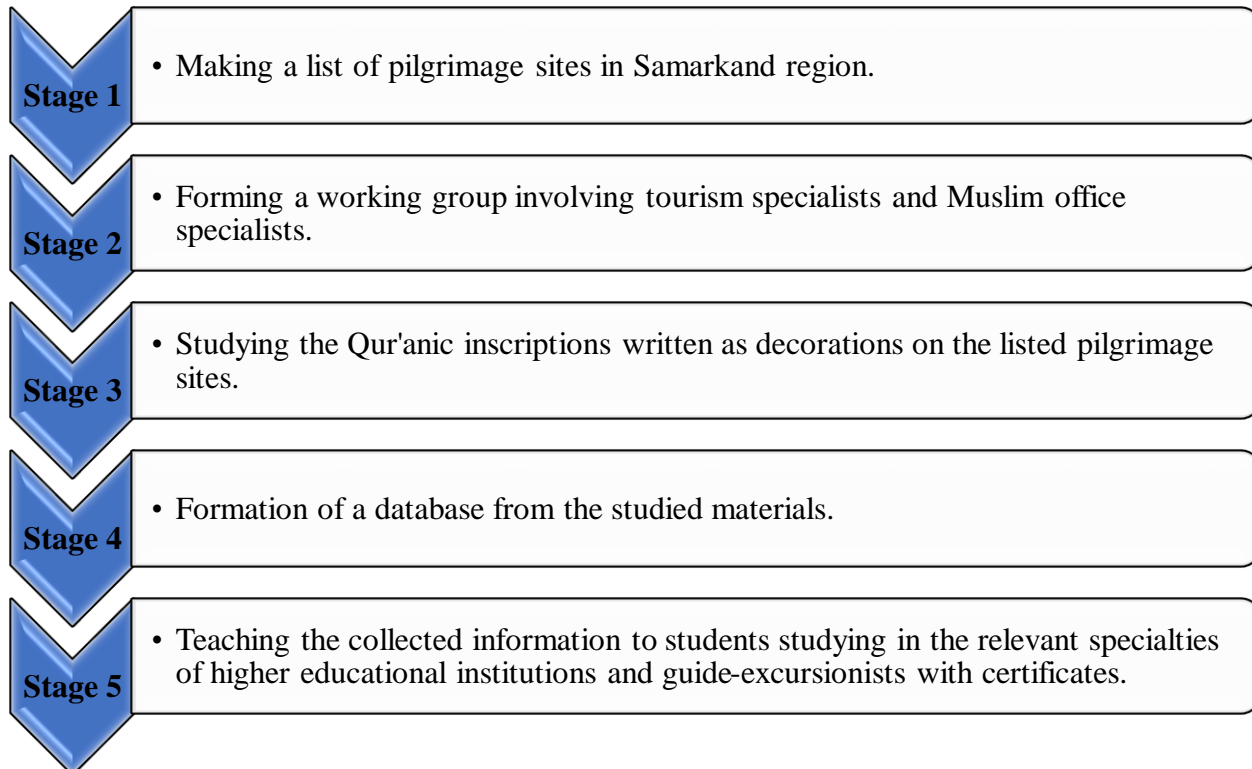 Stage 1
• Making a list of pilgrimage sites in Samarkand region.
Stage 2
• Forming a working group involving tourism specialists and Muslim office
specialists.
Stage 3
• Studying the Qur'anic inscriptions written as decorations on the listed pilgrimage
sites.
Stage 4
• Formation of a database from the studied materials.
Stage 5
• Teaching the collected information to students studying in the relevant specialties
of higher educational institutions and guide-excursionists with certificates.